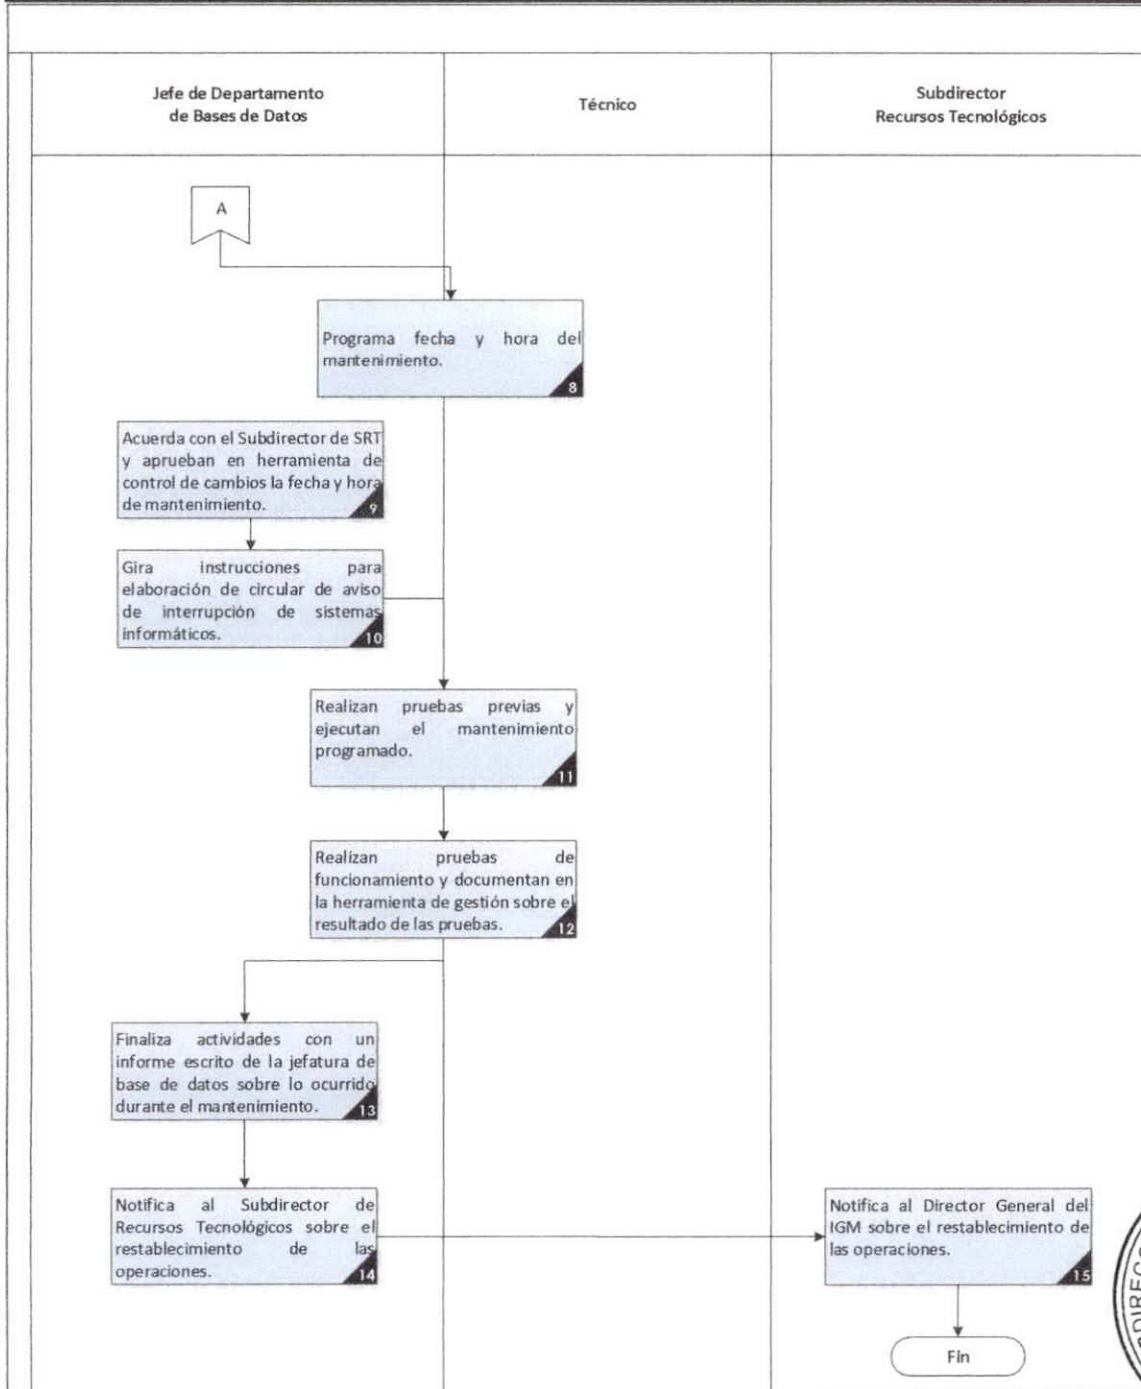 Jefe de Departamento
de Bases de Datos
Técnico
Subdirector
Recursos Tecnológicos
A
Programa fecha y hora del
mantenimiento.
8
Acuerda con el Subdirector de SRT
y aprueban en herramienta de
control de cambios la fecha y hora
de mantenimiento.
9
Gira instrucciones para
elaboración de circular de aviso
de interrupción de sistemas
informáticos.
10
Realizan pruebas previas y
ejecutan el mantenimiento
programado.
11
Realizan pruebas de
funcionamiento y documentan en
la herramienta de gestión sobre el
resultado de las pruebas.
12
Finaliza actividades con un
informe escrito de la jefatura de
base de datos sobre lo ocurrido
durante el mantenimiento.
13
Notifica al Subdirector de
Recursos Tecnológicos sobre el
restablecimiento de las
operaciones.
14
Notifica al Director General del
IGM sobre el restablecimiento de
las operaciones.
15
Fin